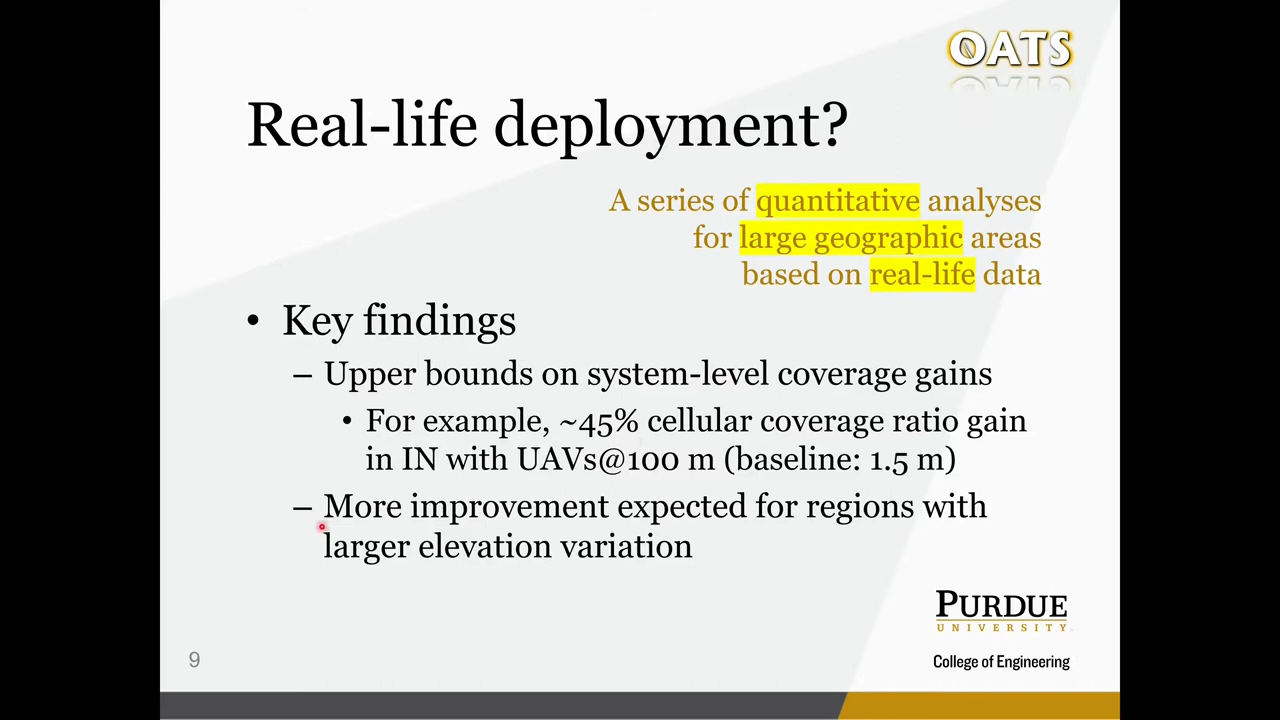 OATS
Real-life deployment?
A series of quantitative analyses
for large geographic areas
based on real-life data
• Key findings
– Upper bounds on system-level coverage gains
• For example, ~45% cellular coverage ratio gain
in IN with UAVs@100 m (baseline: 1.5 m)
– More improvement expected for regions with
larger elevation variation
PURDUE
UNIVERSITY
College of Engineering
9